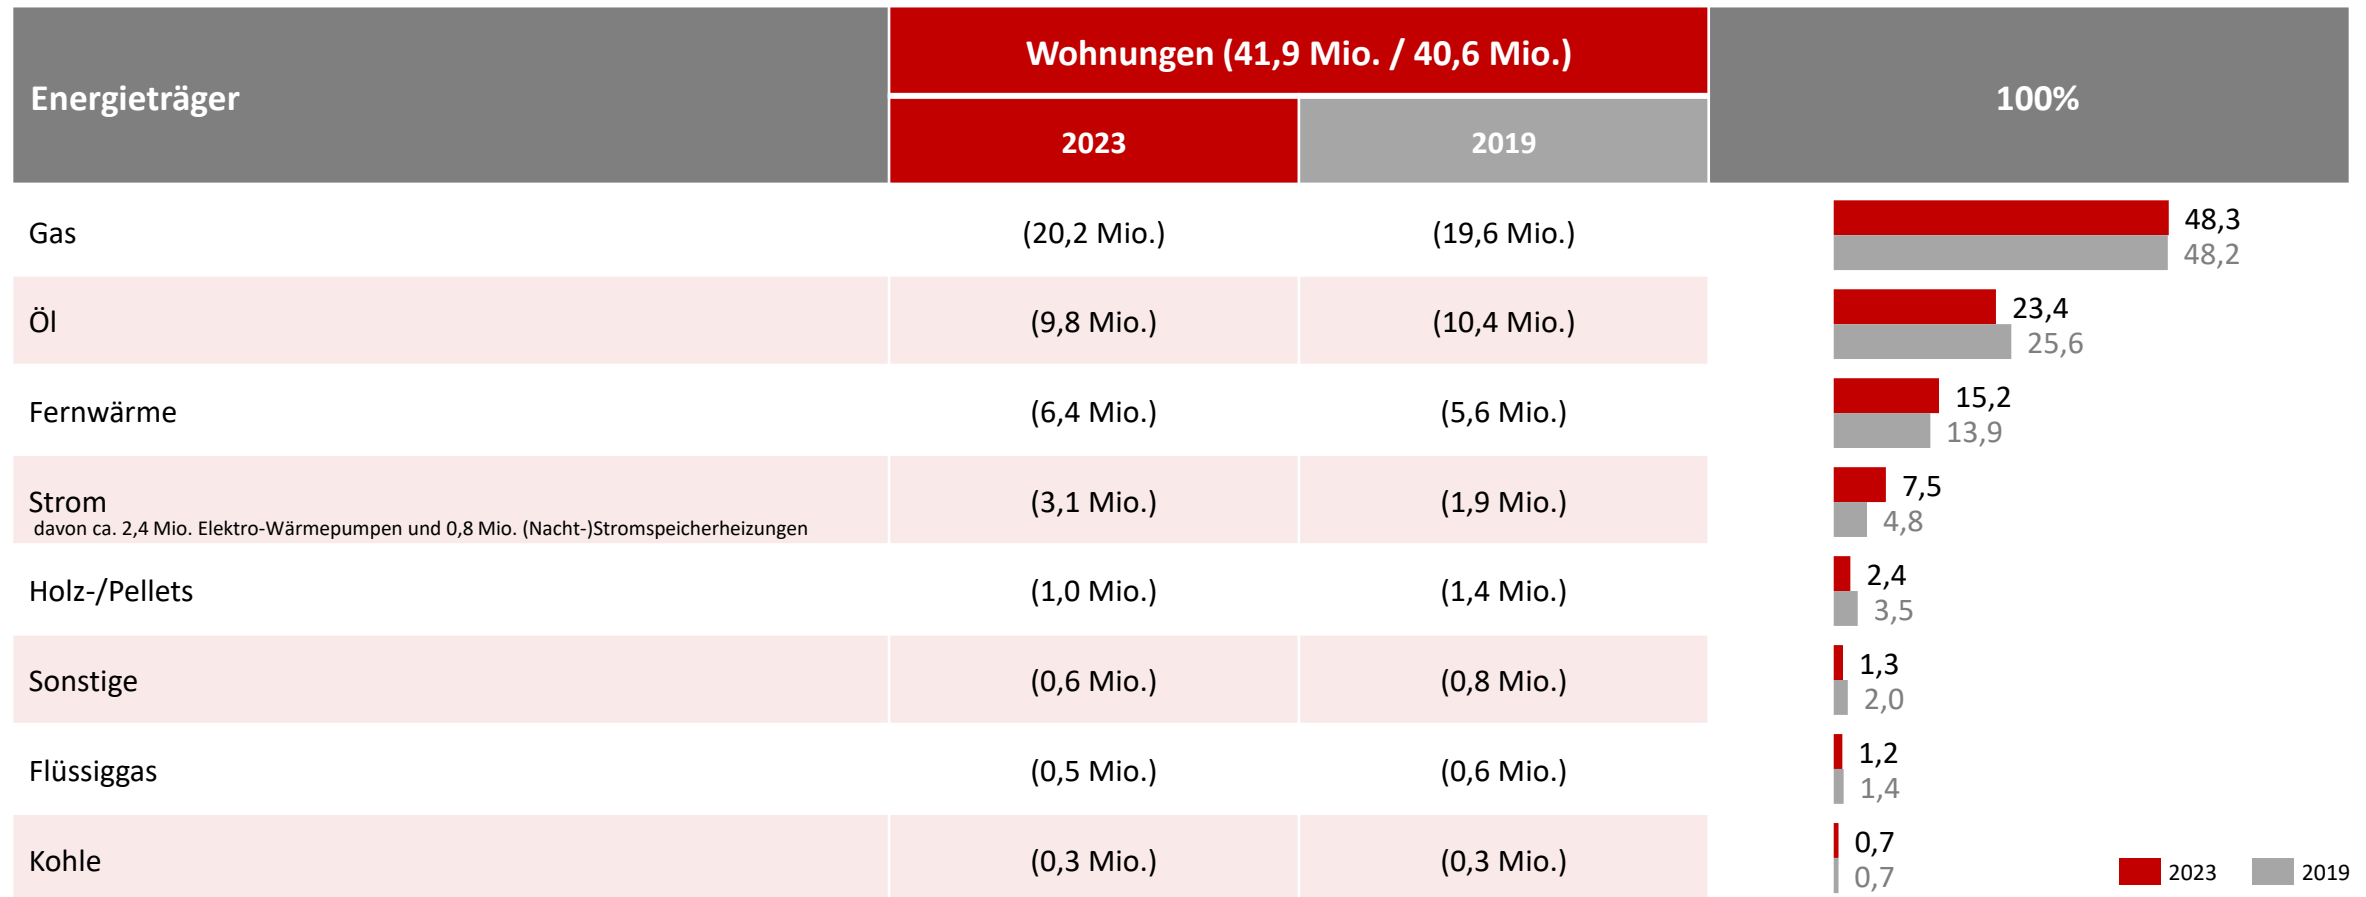 Energieträger
Wohnungen (41,9 Mio. / 40,6 Mio.)
100%
2023
2019
Gas
(20,2 Mio.)
(19,6 Mio.)
48,3
48,2
Öl
(9,8 Mio.)
(10,4 Mio.)
23,4
25,6
Fernwärme
(6,4 Mio.)
(5,6 Mio.)
15,2
13,9
Strom
davon ca. 2,4 Mio. Elektro-Wärmepumpen und 0,8 Mio. (Nacht-)Stromspeicherheizungen
(3,1 Mio.)
(1,9 Mio.)
7,5
4,8
Holz-/Pellets
(1,0 Mio.)
(1,4 Mio.)
2,4
3,5
Sonstige
(0,6 Mio.)
(0,8 Mio.)
1,3
2,0
Flüssiggas
(0,5 Mio.)
(0,6 Mio.)
1,2
1,4
Kohle
(0,3 Mio.)
(0,3 Mio.)
0,7
0,7
2023
2019